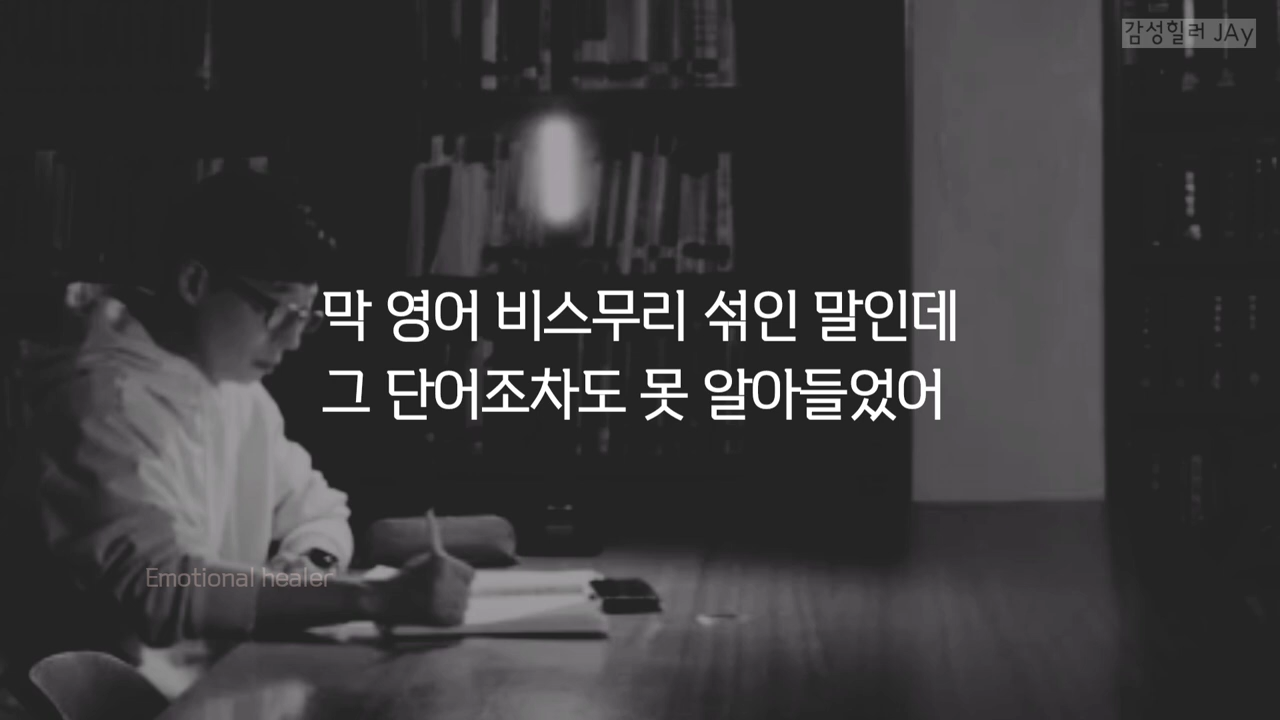 감성힐러 JAy
막 영어 비스무리 섞인 말인데
그 단어조차도 못 알아들었어
Emotional healer